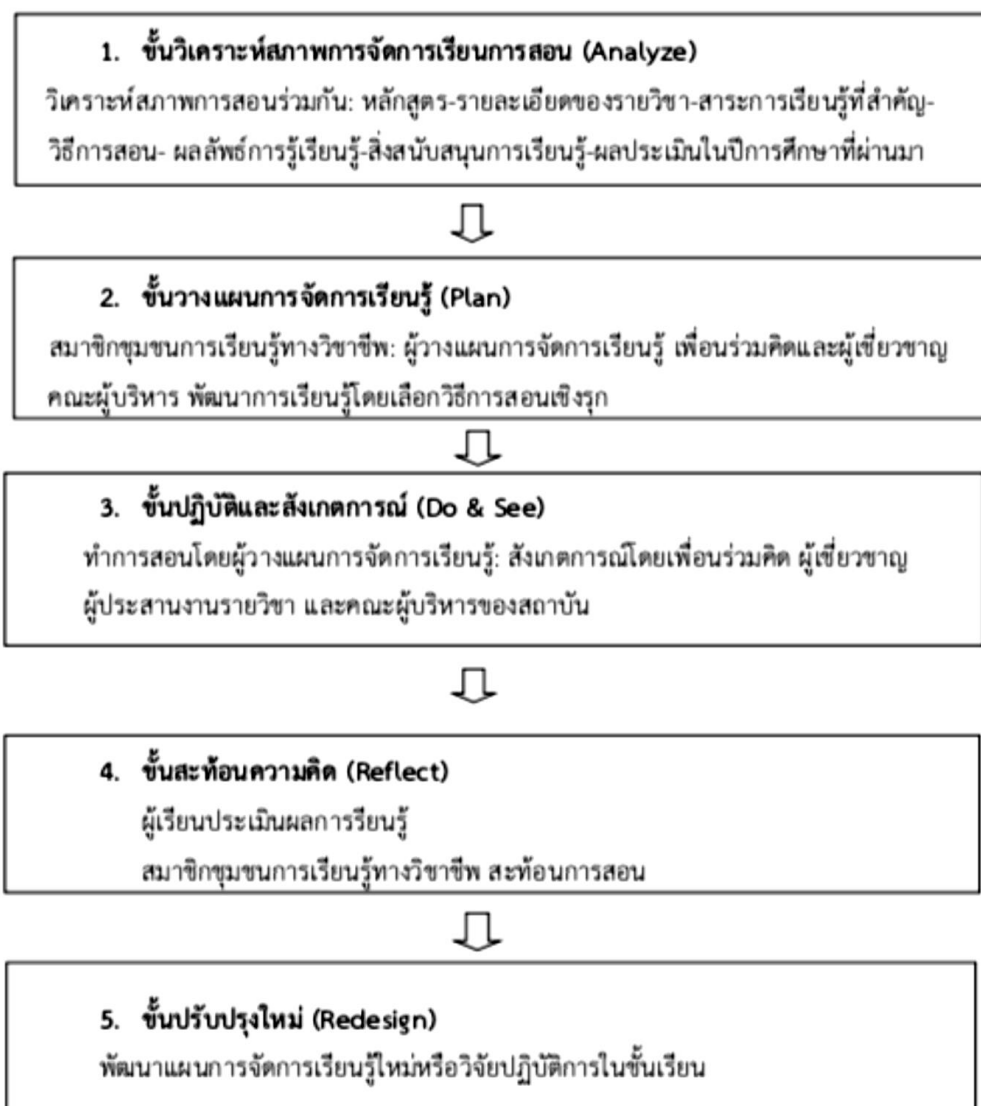 1. ขั้นวิเคราะห์สภาพการจัดการเรียนการสอน (Analyze)
วิเคราะห์สภาพการสอนร่วมกัน: หลักสูตร-รายละเอียดของรายวิชา-สาระการเรียนรู้ที่สำคัญ-
วิธีการสอน- ผลลัพธ์การรู้เรียนรู้-สิ่งสนับสนุนการเรียนรู้-ผลประเมินในปีการศึกษาที่ผ่านมา
2. ขั้นวางแผนการจัดการเรียนรู้ (Plan)
สมาชิกชุมชนการเรียนรู้ทางวิชาชีพ: ผู้วางแผนการจัดการเรียนรู้ เพื่อนร่วมคิดและผู้เชี่ยวชาญ
คณะผู้บริหาร พัฒนาการเรียนรู้โดยเลือกวิธีการสอนเชิงรุก
3. ขั้นปฏิบัติและสังเกตการณ์ (Do & See)
ทำการสอนโดยผู้วางแผนการจัดการเรียนรู้: สังเกตการณ์โดยเพื่อนร่วมคิด ผู้เชี่ยวชาญ
ผู้ประสานงานรายวิชา และคณะผู้บริหารของสถาบัน
4. ขั้นสะท้อนความคิด (Reflect)
ผู้เรียนประเมินผลการรียนรู้
สมาชิกชุมชนการเรียนรู้ทางวิชาชีพ สะท้อนการสอน
5. ขั้นปรับปรุงใหม่ (Redesign)
พัฒนาแผนการจัดการเรียนรู้ใหม่หรือวิจัยปฏิบัติการในชั้นเรียน